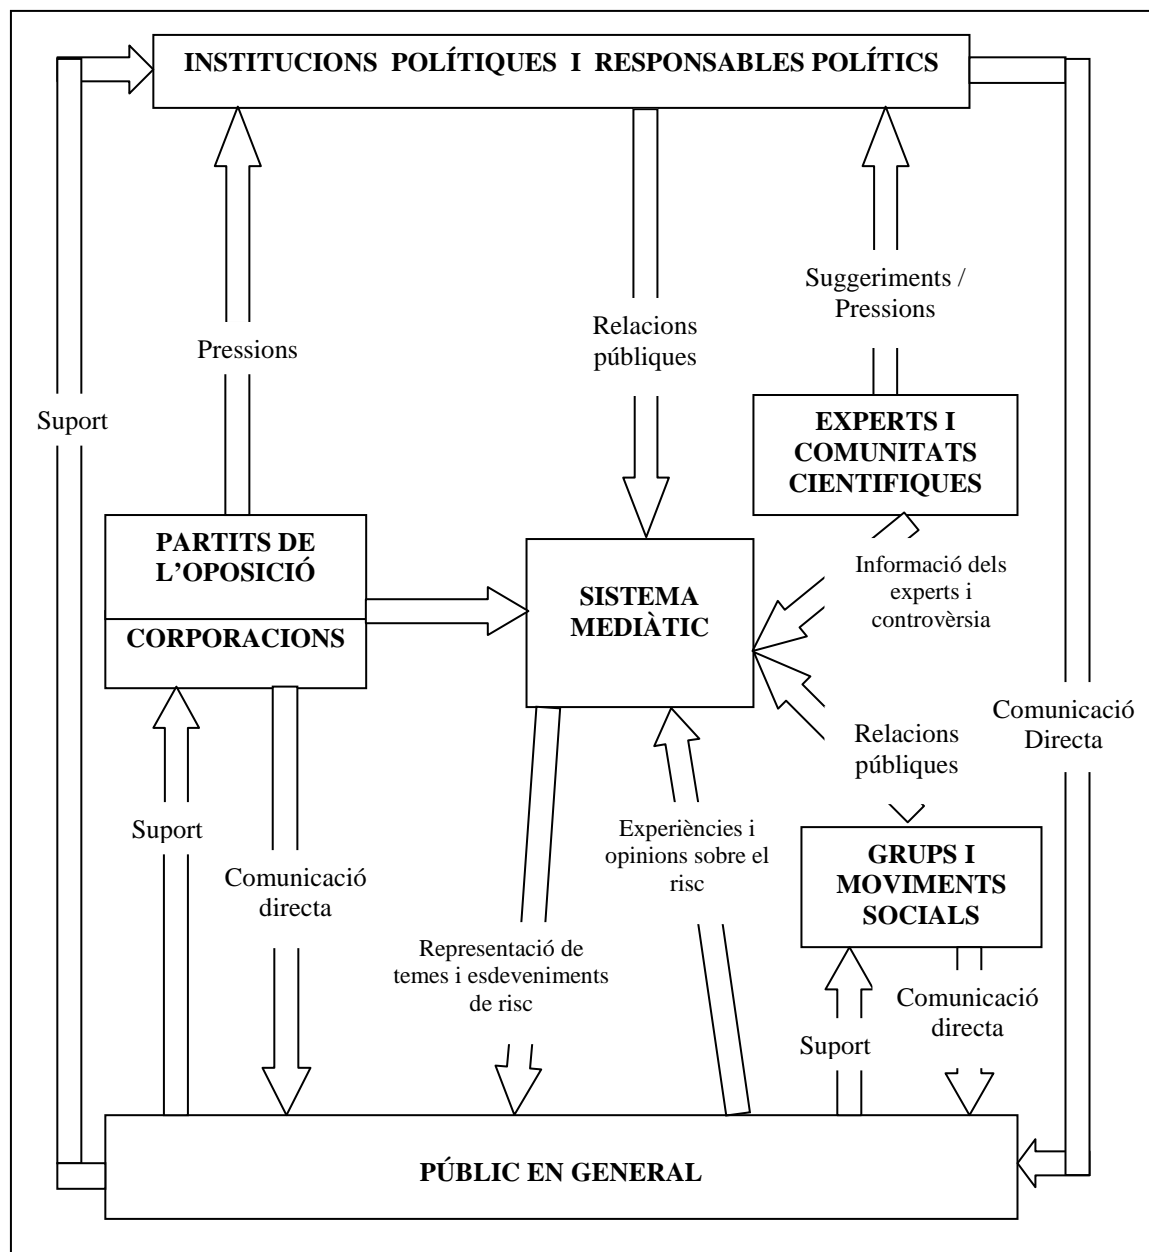 INSTITUCIONS POLÍTIQUES I RESPONSABLES POLÍTICS
Suggeriments /
Pressions
Relacions
públiques
Pressions
Suport
EXPERTS I
COMUNITATS
CIENTIFIQUES
PARTITS DE
L'OPOSICIÓ
CORPORACIONS
SISTEMA
MEDIÀTIC
Informació dels
experts i
controvèrsia
Comunicació
Directa
Relacions
públiques
Suport
Experiències i
opinions sobre el
risc
GRUPS I
MOVIMENTS
SOCIALS
Comunicació
directa
Representació de
temes i esdeveniments
de risc
Comunicació
directa
Suport
PÚBLIC EN GENERAL